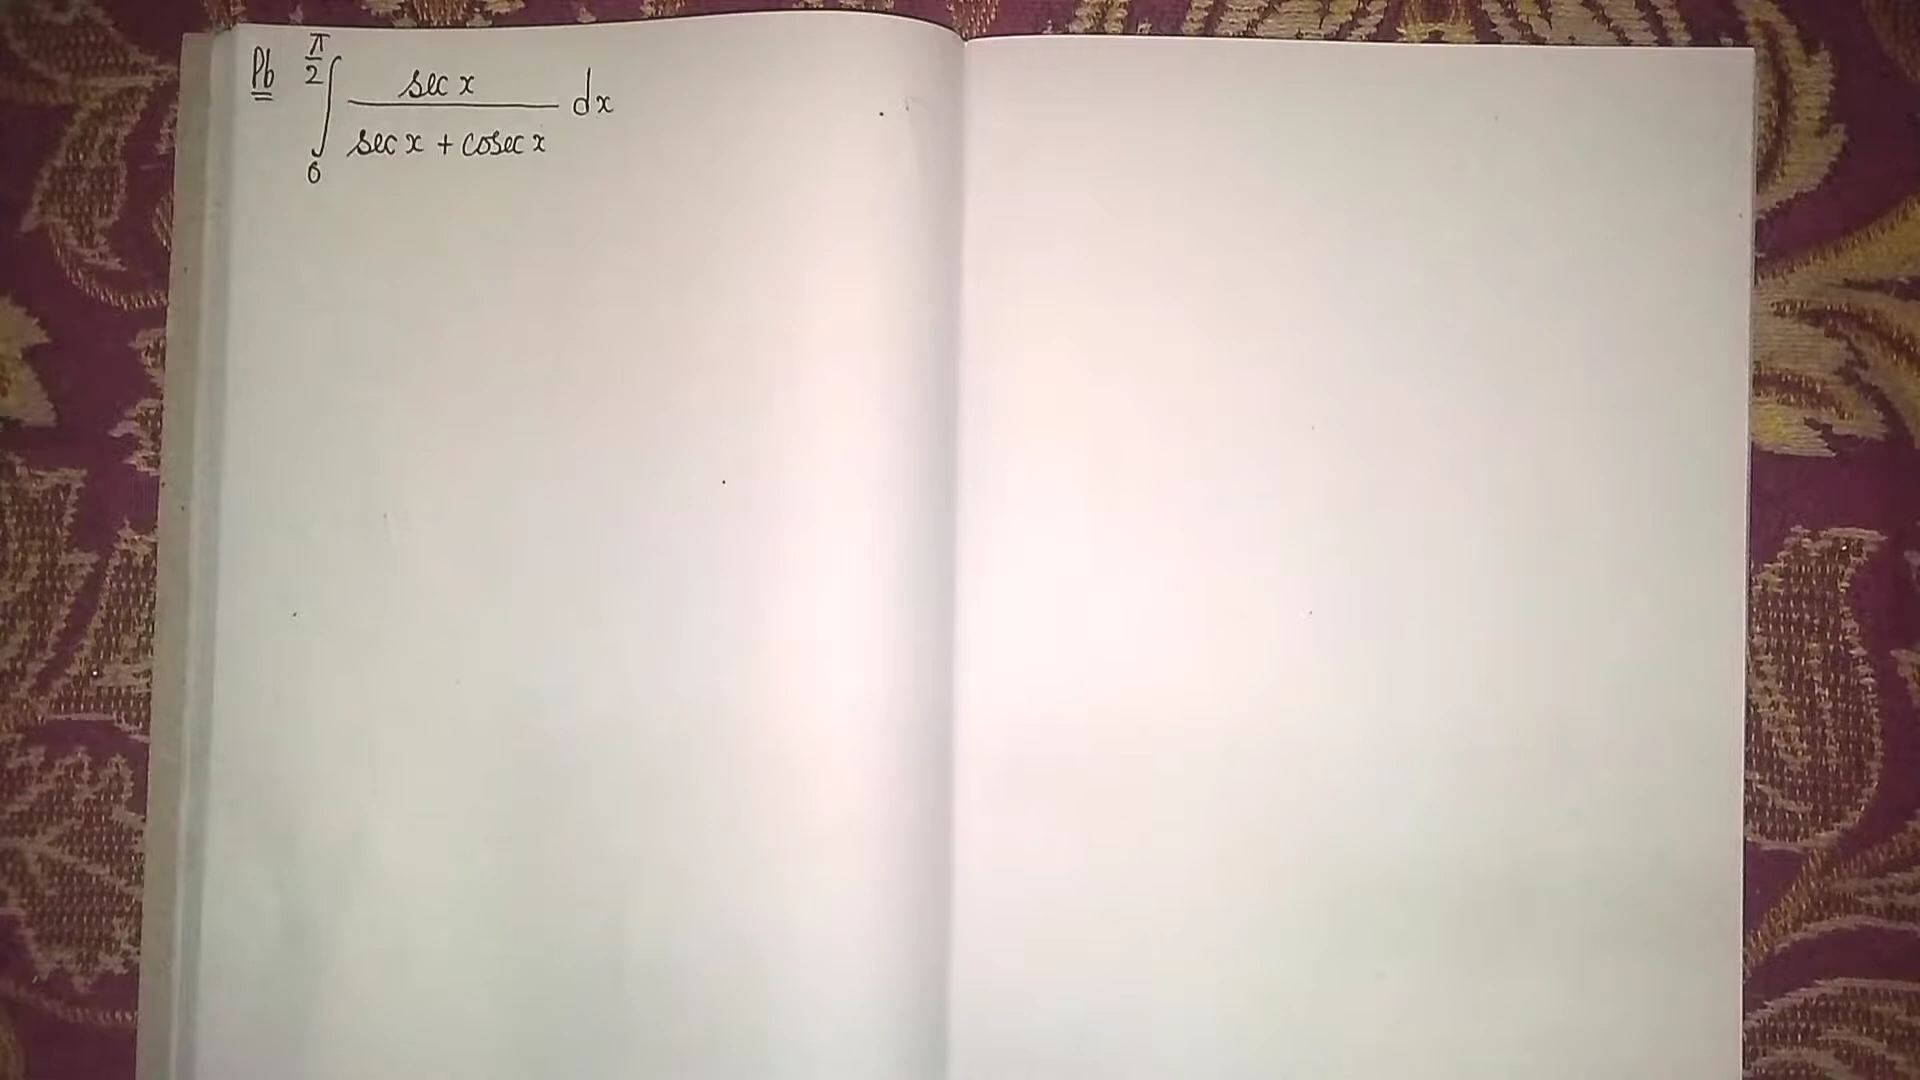 Pb ∫₀^(π/2) sec x / (sec x + cosec x) dx